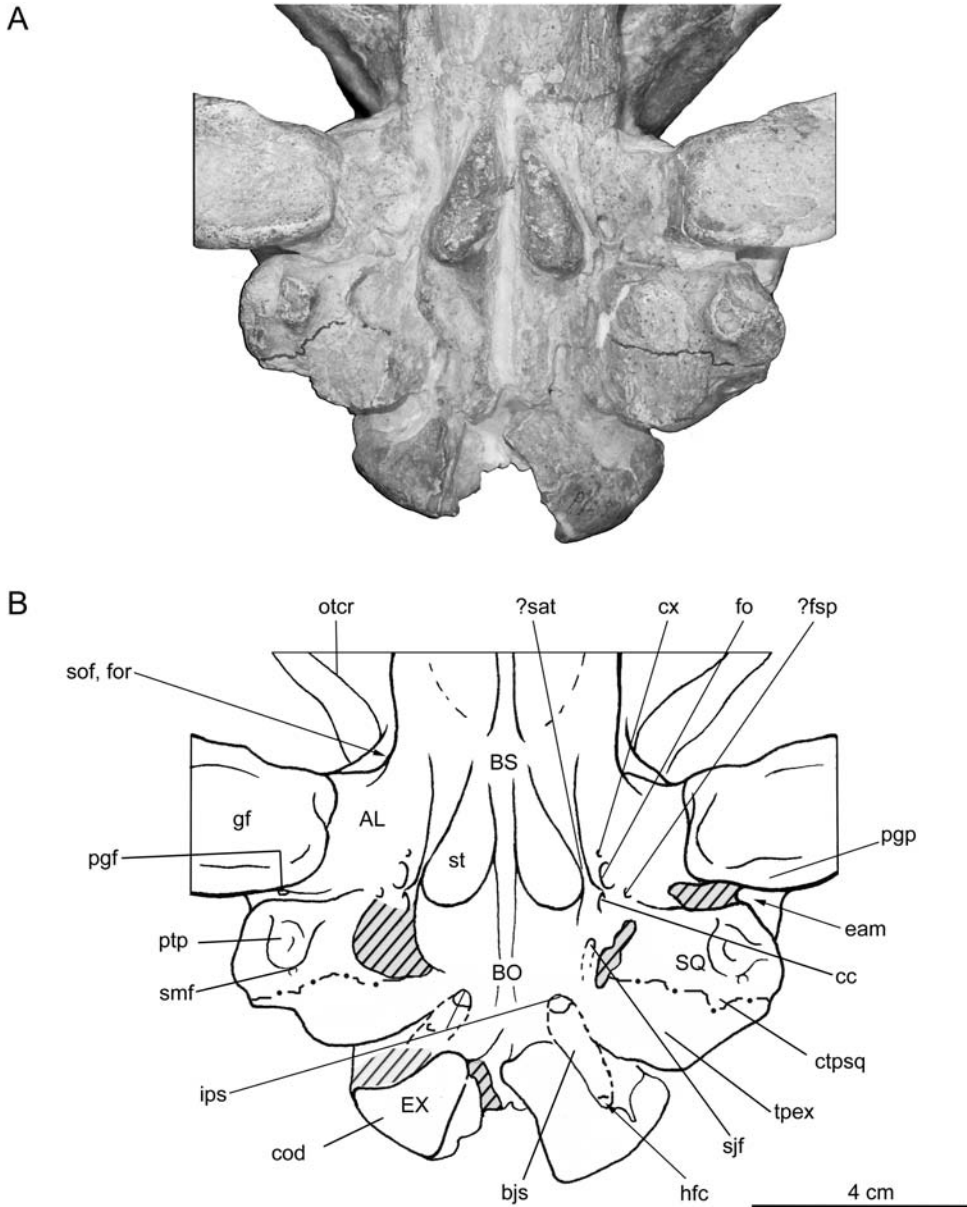 A
B
otcr
?sat
cx
fo
?fsp
sof, for
BS
gf
AL
pgp
pgf
st
eam
ptp
SQ
smf
BO
cc
ctpsq
ips
EX
tpex
cod
sjf
bjs
hfc
4 cm